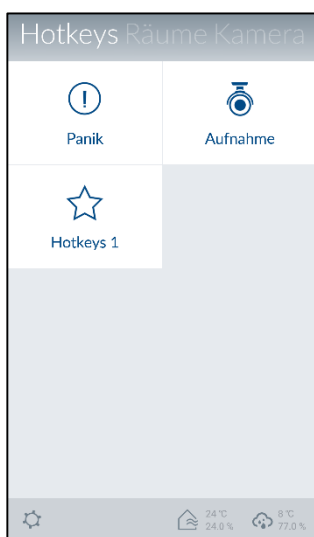 Hotkeys Räume Kamera
Panik
Aufnahme
Hotkeys 1
24 °C
24.0 %
8 °C
77.0 %